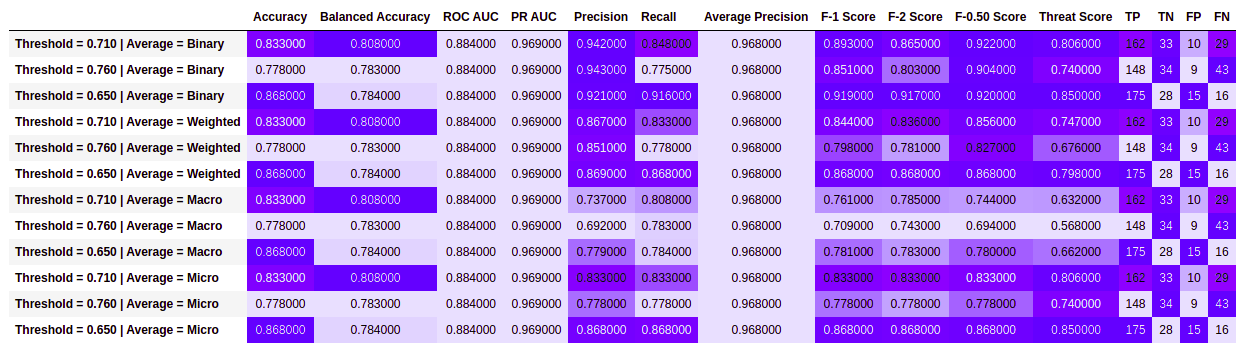 Accuracy Balanced Accuracy ROC AUC PR AUC Precision Recall Average Precision F-1 Score F-2 Score F-0.50 Score Threat Score TP TN FP FN
Threshold = 0.710 | Average = Binary 0.833000 0.808000 0.884000 0.969000 0.942000 0.848000 0.968000 0.893000 0.865000 0.922000 0.806000 162 33 10 29
Threshold = 0.760 | Average = Binary 0.778000 0.783000 0.884000 0.969000 0.943000 0.775000 0.968000 0.851000 0.803000 0.904000 0.740000 148 34 9 43
Threshold = 0.650 | Average = Binary 0.868000 0.784000 0.884000 0.969000 0.921000 0.916000 0.968000 0.919000 0.917000 0.920000 0.850000 175 28 15 16
Threshold = 0.710 | Average = Weighted 0.833000 0.808000 0.884000 0.969000 0.867000 0.833000 0.968000 0.844000 0.836000 0.856000 0.747000 162 33 10 29
Threshold = 0.760 | Average = Weighted 0.778000 0.783000 0.884000 0.969000 0.851000 0.778000 0.968000 0.798000 0.781000 0.827000 0.676000 148 34 9 43
Threshold = 0.650 | Average = Weighted 0.868000 0.784000 0.884000 0.969000 0.869000 0.868000 0.968000 0.868000 0.868000 0.868000 0.798000 175 28 15 16
Threshold = 0.710 | Average = Macro 0.833000 0.808000 0.884000 0.969000 0.737000 0.808000 0.968000 0.761000 0.785000 0.744000 0.632000 162 33 10 29
Threshold = 0.760 | Average = Macro 0.778000 0.783000 0.884000 0.969000 0.692000 0.783000 0.968000 0.709000 0.743000 0.694000 0.568000 148 34 9 43
Threshold = 0.650 | Average = Macro 0.868000 0.784000 0.884000 0.969000 0.779000 0.784000 0.968000 0.781000 0.783000 0.780000 0.662000 175 28 15 16
Threshold = 0.710 | Average = Micro 0.833000 0.808000 0.884000 0.969000 0.833000 0.833000 0.968000 0.833000 0.833000 0.833000 0.806000 162 33 10 29
Threshold = 0.760 | Average = Micro 0.778000 0.783000 0.884000 0.969000 0.778000 0.778000 0.968000 0.778000 0.778000 0.778000 0.740000 148 34 9 43
Threshold = 0.650 | Average = Micro 0.868000 0.784000 0.884000 0.969000 0.868000 0.868000 0.968000 0.868000 0.868000 0.868000 0.850000 175 28 15 16